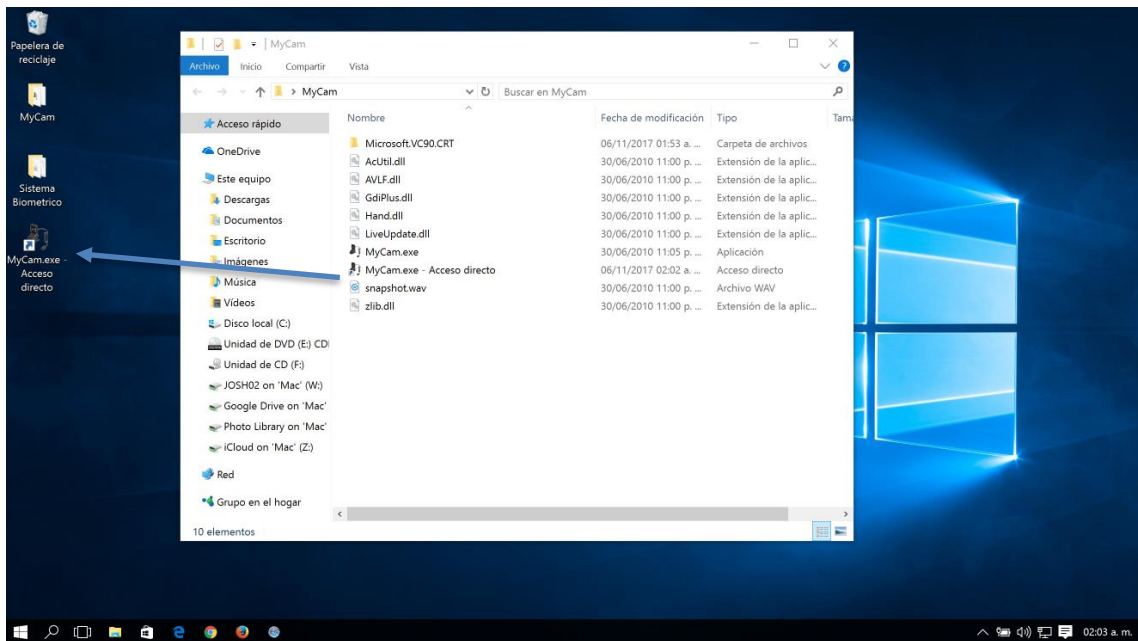 Papelera de
reciclaje
MyCam
Sistema
Biometrico
MyCam.exe -
Acceso
directo
MyCam
Archivo Inicio Compartir Vista
MyCam
Buscar en MyCam
Acceso rápido
OneDrive
Este equipo
Descargas
Documentos
Escritorio
Imágenes
Música
Vídeos
Disco local (C:)
Unidad de DVD (E:) CD
Unidad de CD (F:)
JOSH02 on 'Mac' (W:)
Google Drive on 'Mac'
Photo Library on 'Mac'
iCloud on 'Mac' (Z:)
Red
Grupo en el hogar
Nombre Fecha de modificación Tipo Tama
Microsoft.VC90.CRT 06/11/2017 01:53 a. ... Carpeta de archivos
AcUtil.dll 30/06/2010 11:00 p. ... Extensión de la aplic...
AVLF.dll 30/06/2010 11:00 p. ... Extensión de la aplic...
GdiPlus.dll 30/06/2010 11:00 p. ... Extensión de la aplic...
Hand.dll 30/06/2010 11:00 p. ... Extensión de la aplic...
LiveUpdate.dll 30/06/2010 11:00 p. ... Extensión de la aplic...
MyCam.exe 30/06/2010 11:05 p. ... Aplicación
MyCam.exe - Acceso directo 06/11/2017 02:02 a. ... Acceso directo
snapshot.wav 30/06/2010 11:00 p. ... Archivo WAV
zlib.dll 30/06/2010 11:00 p. ... Extensión de la aplic...
10 elementos
02:03 a. m.